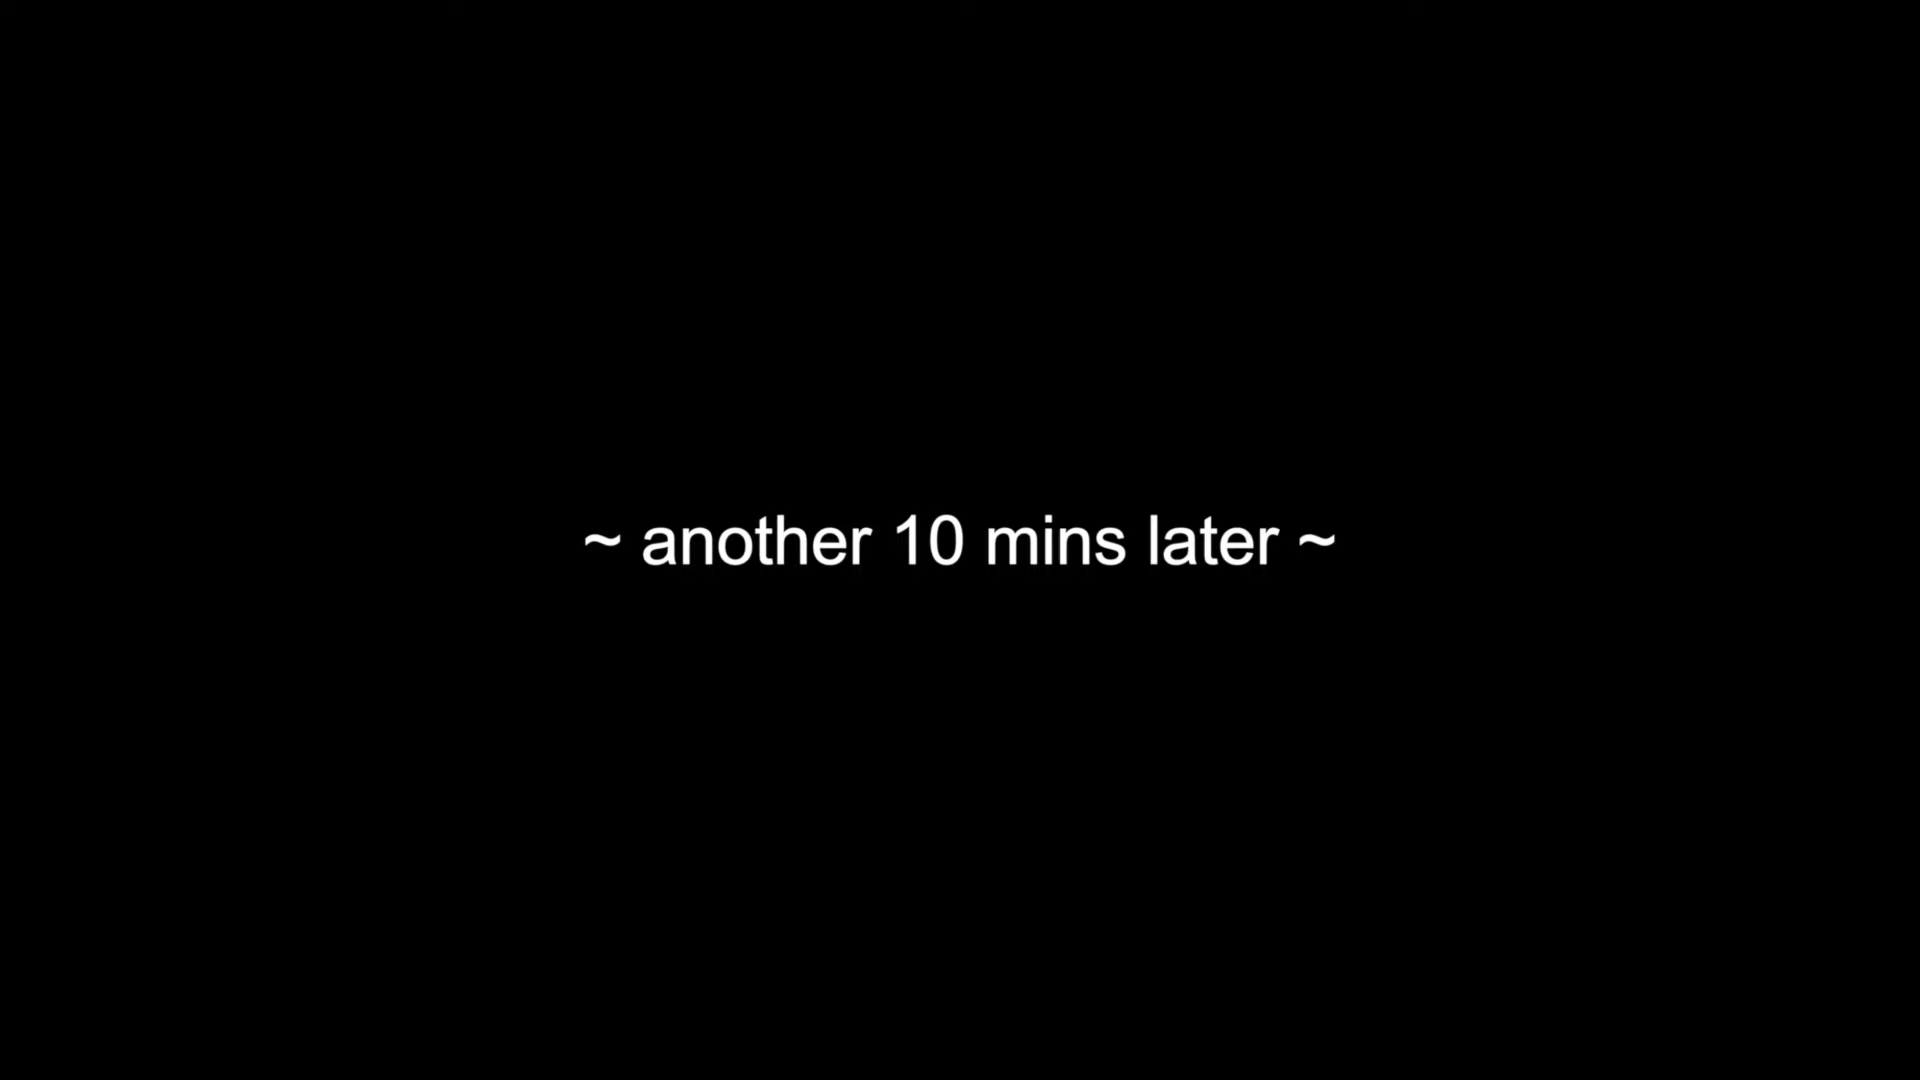 ~ another 10 mins later ~